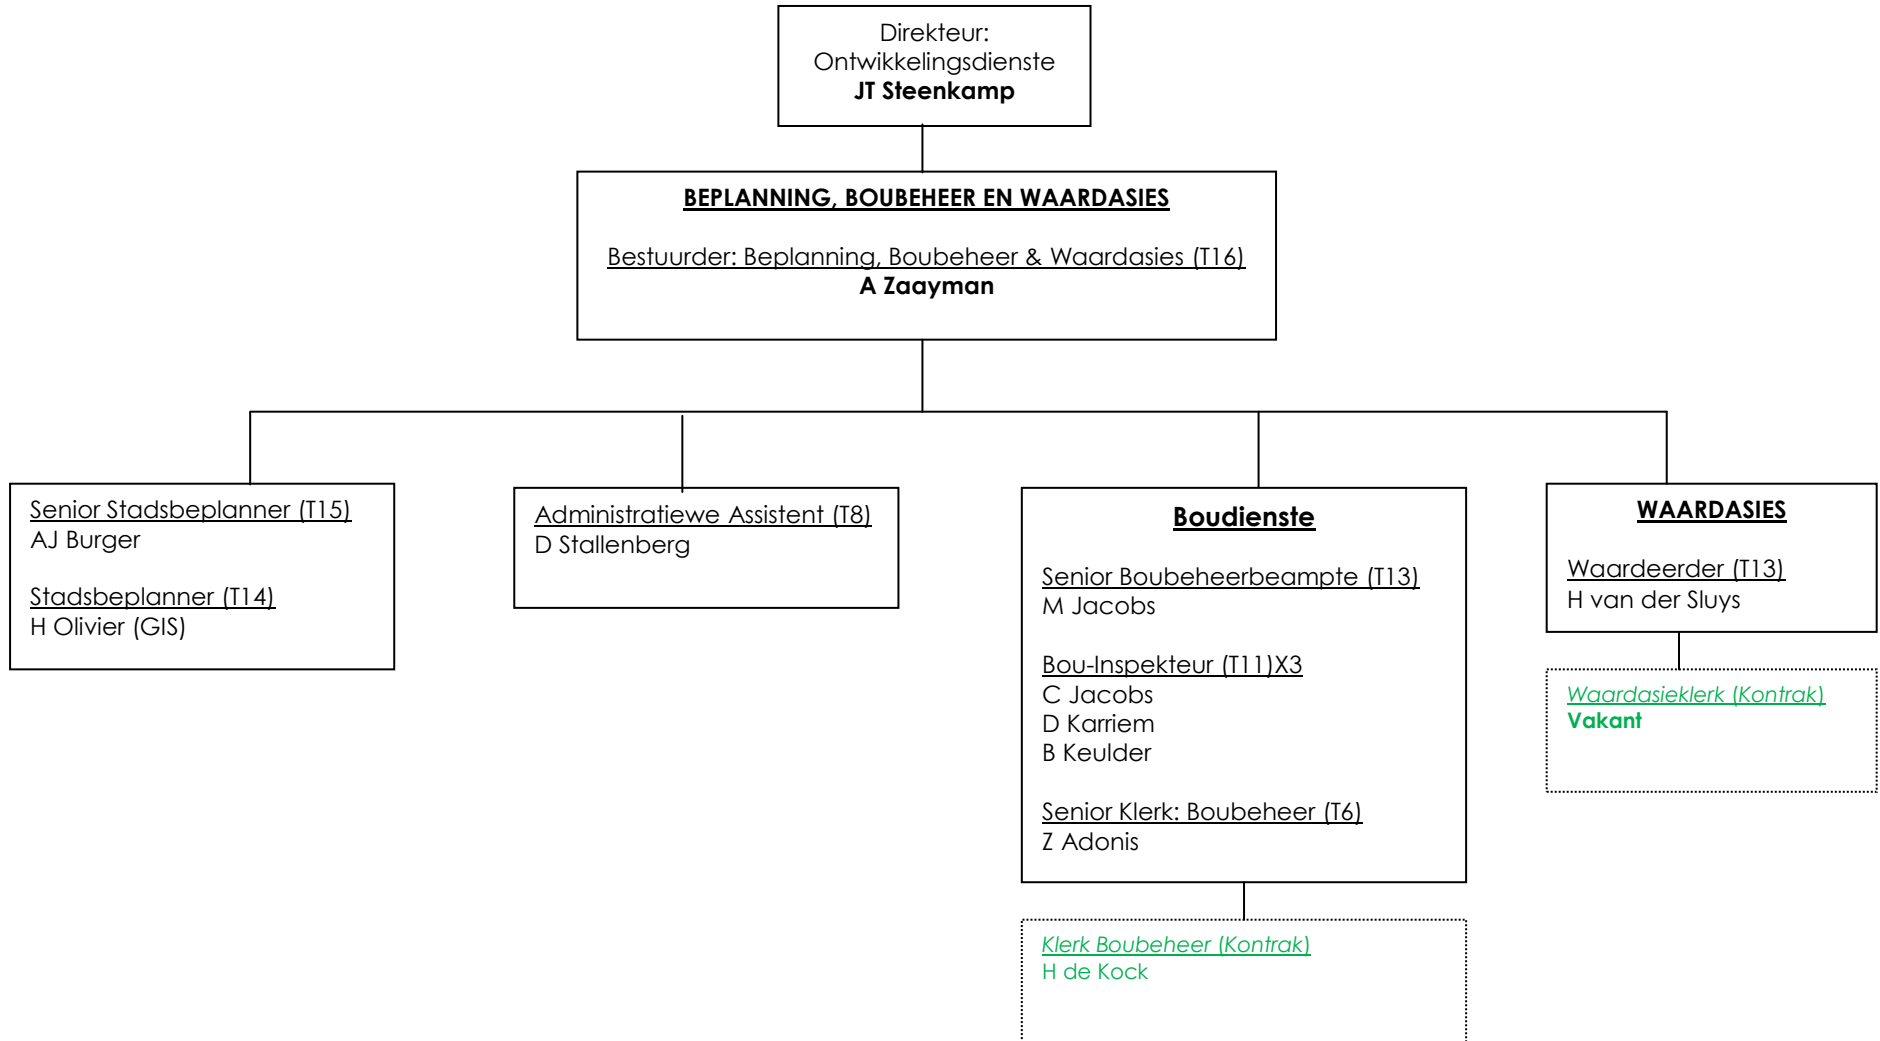 Direkteur:
Ontwikkelingsdienste
JT Steenkamp
BEPLANNING, BOUBEHEER EN WAARDASIES
Bestuurder: Beplanning, Boubeheer & Waardasies (T16)
A Zaayman
Senior Stadsbeplanner (T15)
AJ Burger
Stadsbeplanner (T14)
H Olivier (GIS)
Administratiewe Assistent (T8)
D Stallenberg
Boudienste
Senior Boubeheerbeampte (T13)
M Jacobs
Bou-Inspekteur (T11)X3
C Jacobs
D Karriem
B Keulder
Senior Klerk: Boubeheer (T6)
Z Adonis
Klerk Boubeheer (Kontrak)
H de Kock
WAARDASIES
Waardeerder (T13)
H van der Sluys
Waardasieklerk (Kontrak)
Vakant